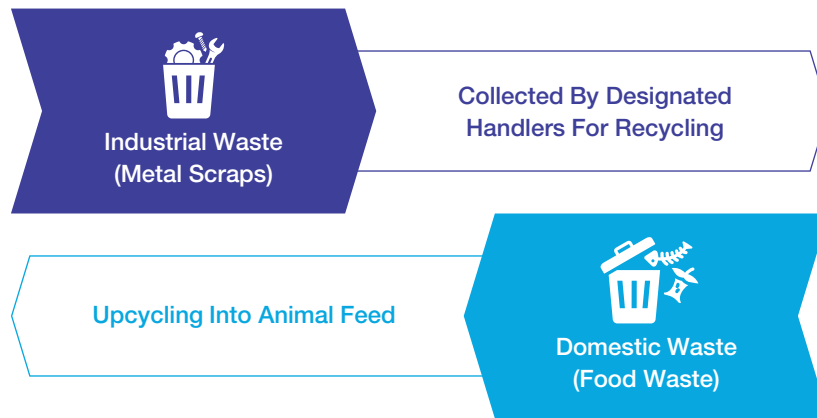 Industrial Waste
(Metal Scraps)
Collected By Designated
Handlers For Recycling
Upcycling Into Animal Feed
Domestic Waste
(Food Waste)